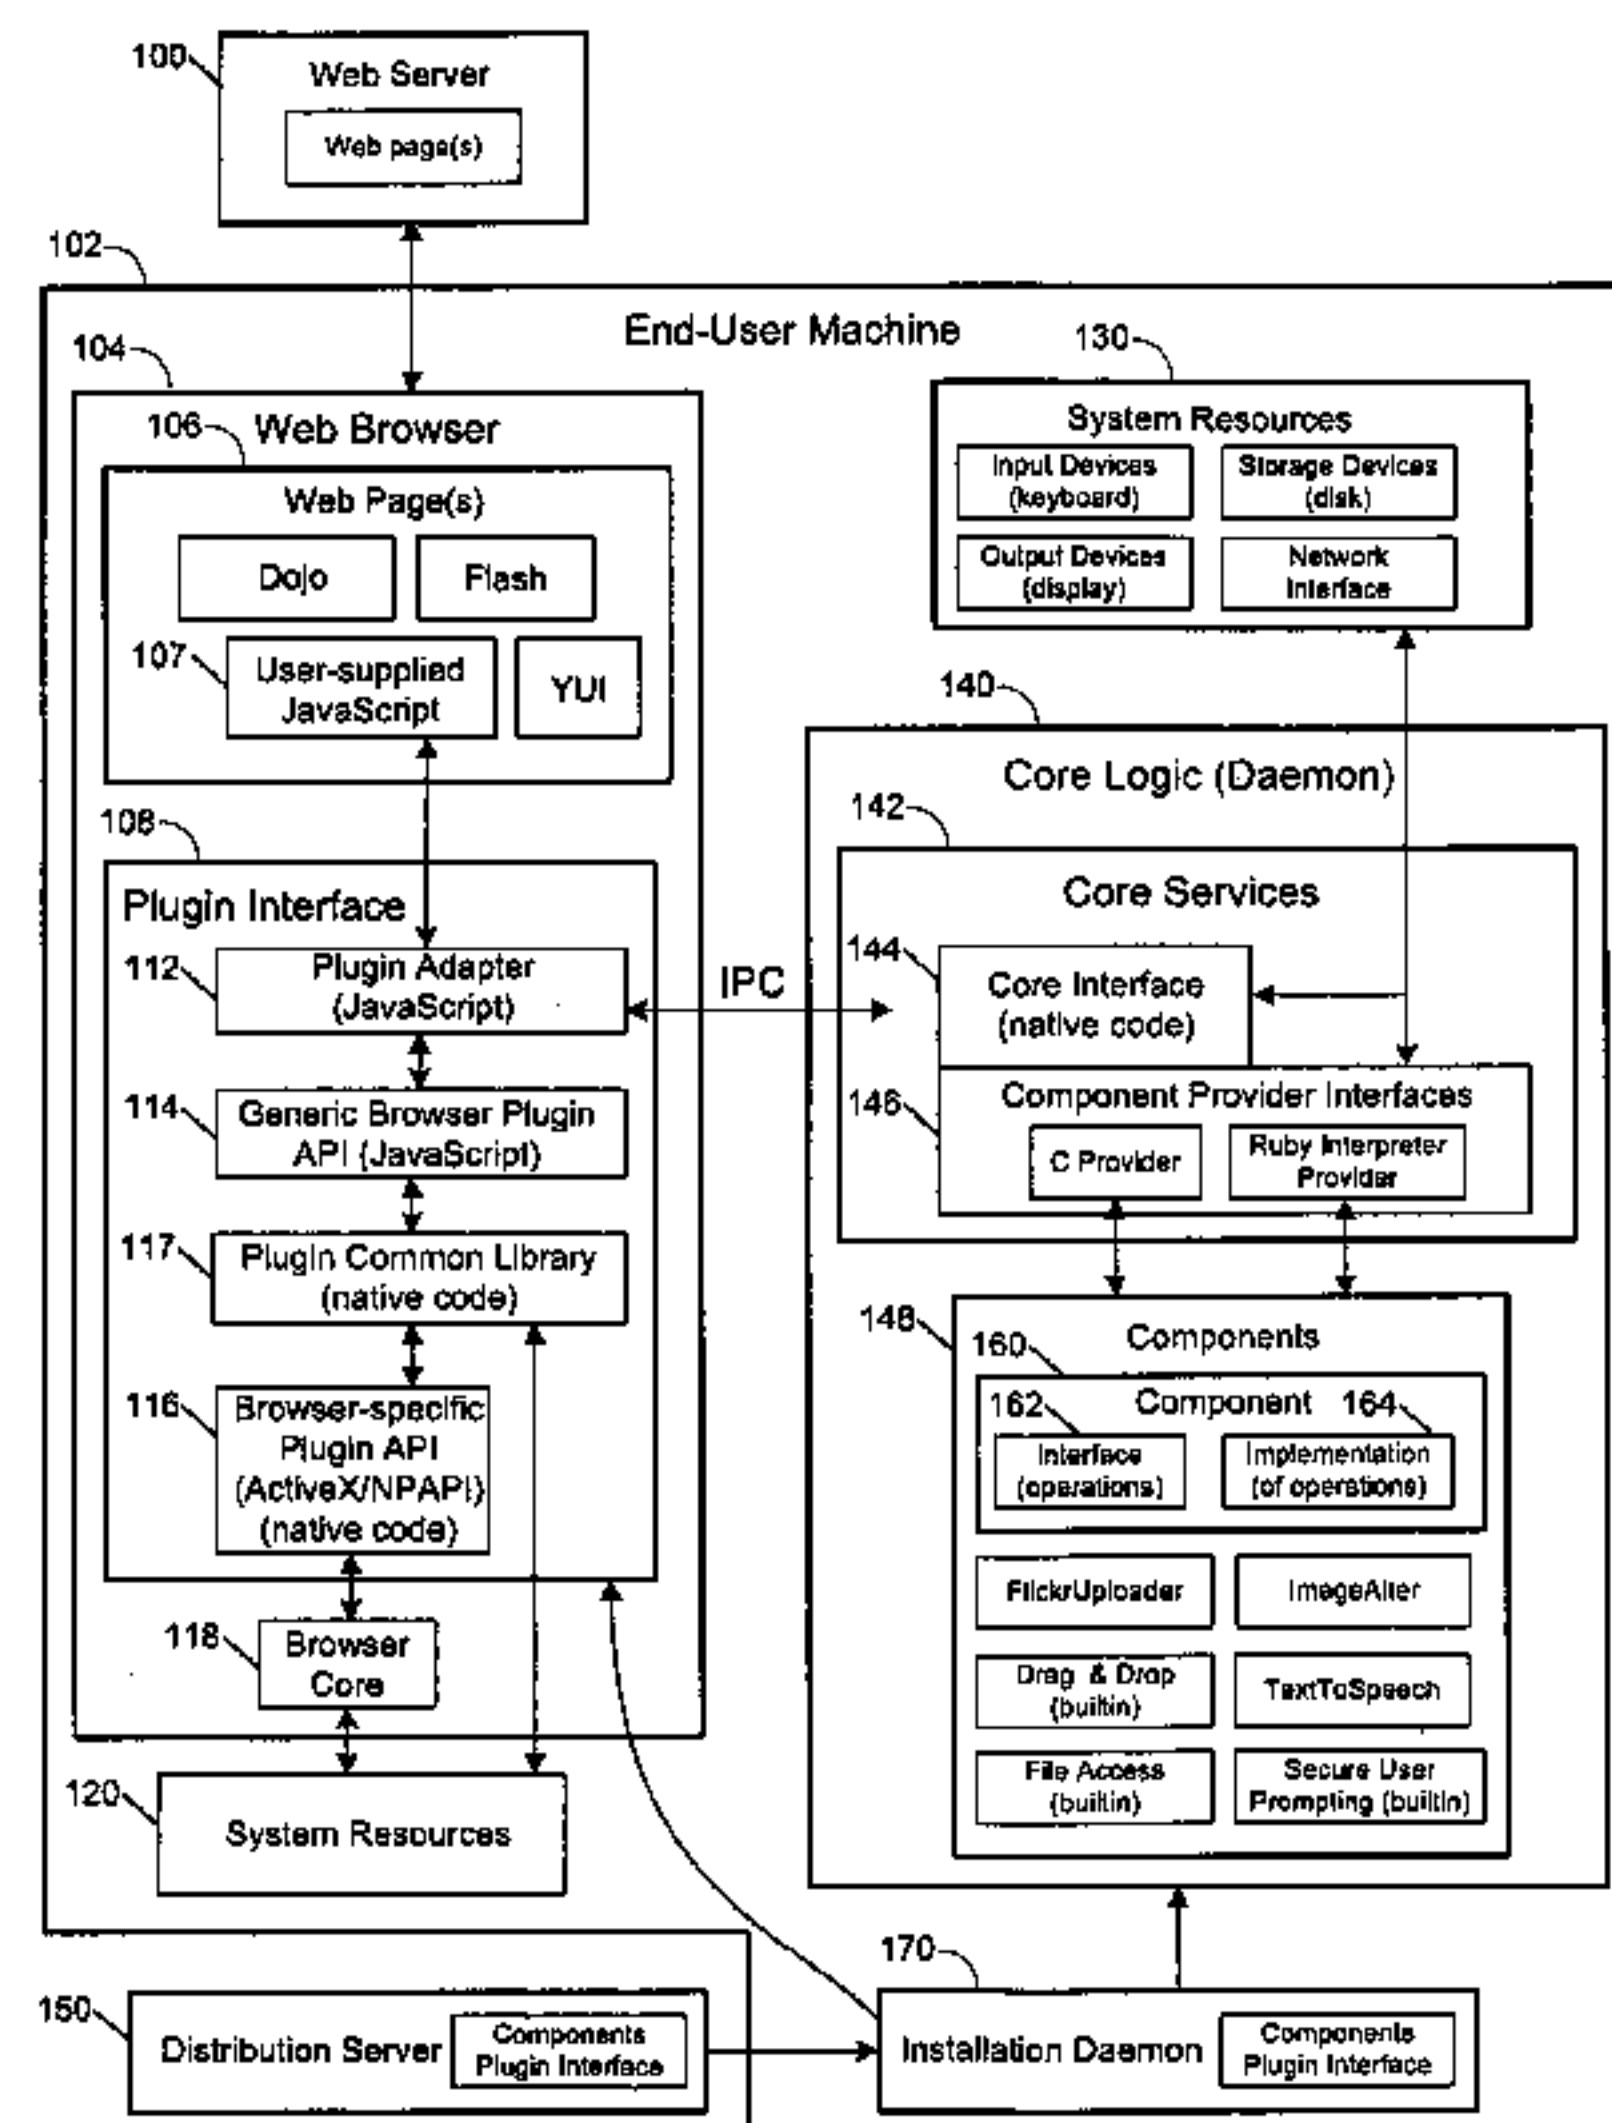 100
Web Server
Web page(s)
102
End-User Machine
104
Web Browser
106
Web Page(s)
Dojo
Flash
107
User-supplied
JavaScript
YUI
108
Plugin Interface
112
Plugin Adapter
(JavaScript)
IPC
114
Generic Browser Plugin
API (JavaScript)
117
Plugin Common Library
(native code)
116
Browser-specific
Plugin API
(ActiveX/NPAPI)
(native code)
118
Browser
Core
120
System Resources
130
System Resources
Input Devices
(keyboard)
Storage Devices
(disk)
Output Devices
(display)
Network
Interface
140
Core Logic (Daemon)
142
Core Services
144
Core Interface
(native code)
146
Component Provider Interfaces
C Provider
Ruby Interpreter
Provider
148
Components
160
Component
162
Interface
(operations)
164
Implementation
(of operations)
FlickrUploader
ImageAlter
Drag & Drop
(builtin)
TextToSpeech
File Access
(builtin)
Secure User
Prompting (builtin)
150
Distribution Server
Components
Plugin Interface
170
Installation Daemon
Components
Plugin Interface